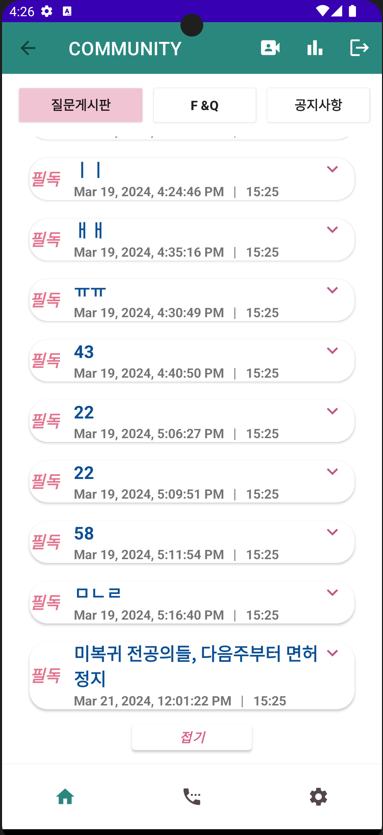 4:26
COMMUNITY
질문게시판
F &Q
공지사항
필독
ㅣㅣ
Mar 19, 2024, 4:24:46 PM | 15:25
필독
ㅐㅐ
Mar 19, 2024, 4:35:16 PM | 15:25
필독
ㅠㅠ
Mar 19, 2024, 4:30:49 PM | 15:25
필독
43
Mar 19, 2024, 4:40:50 PM | 15:25
필독
22
Mar 19, 2024, 5:06:27 PM | 15:25
필독
22
Mar 19, 2024, 5:09:51 PM | 15:25
필독
58
Mar 19, 2024, 5:11:54 PM | 15:25
필독
ㅁㄴㄹ
Mar 19, 2024, 5:16:40 PM | 15:25
필독
미복귀 전공의들, 다음주부터 면허
정지
Mar 21, 2024, 12:01:22 PM | 15:25
접기